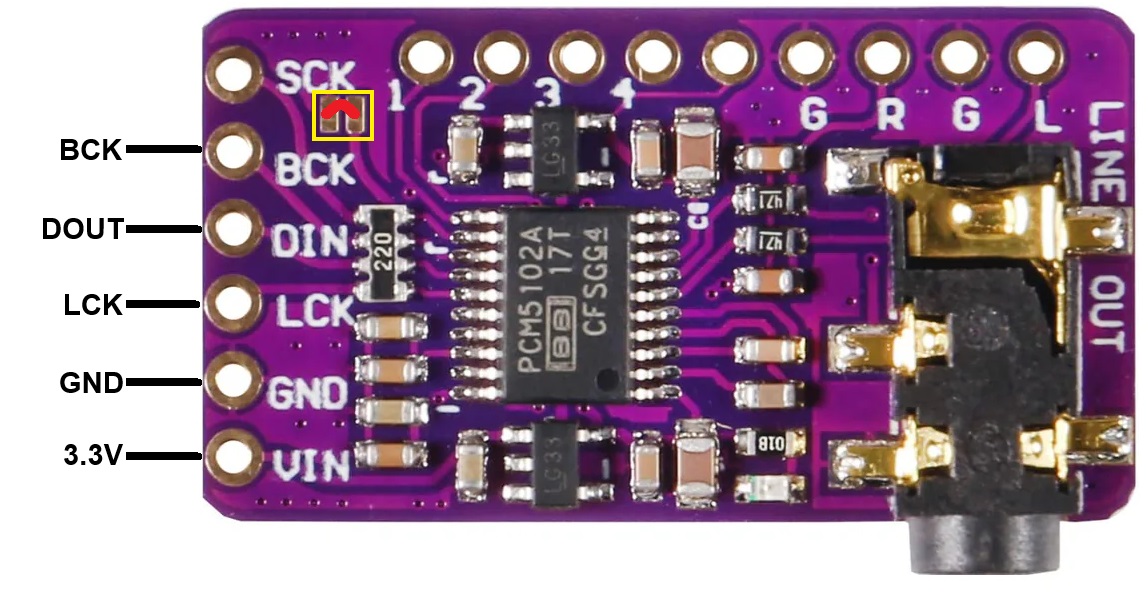 SCK
1 2 3 4
G R G L
BCK
BCK
DOUT
DIN
LCK
LCK
GND
GND
3.3V
VIN
220
LG33
471
471
PCM5102A
17T
CFSGG4
LG33
01B
LINE OUT